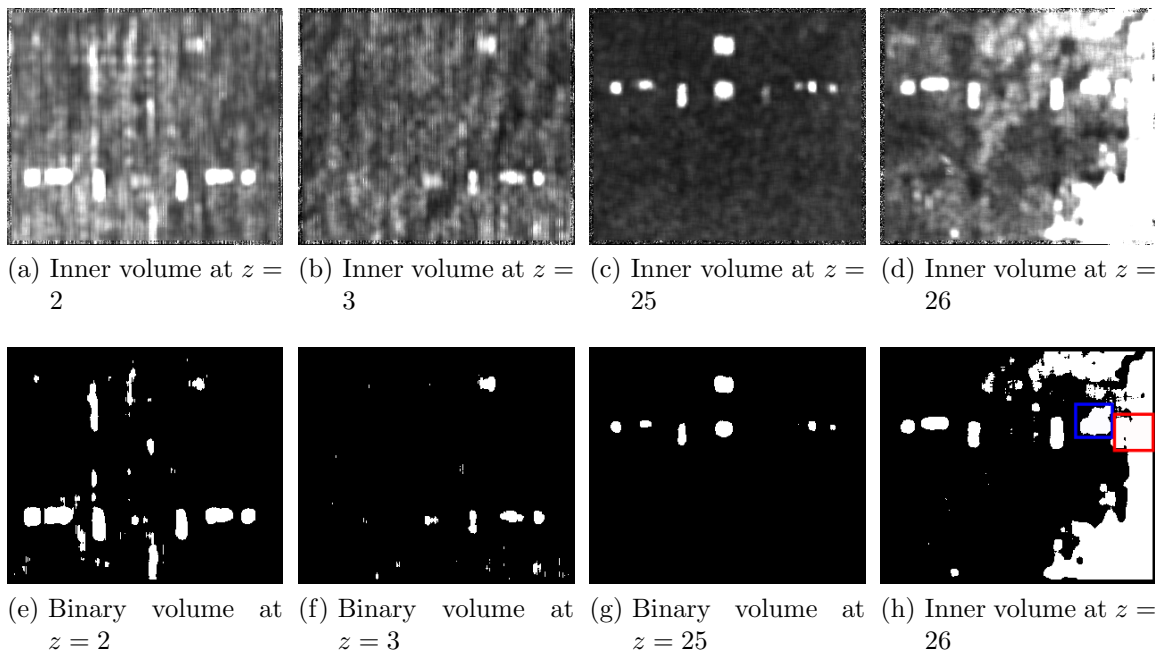 (a) Inner volume at z =
2
(b) Inner volume at z =
3
(c) Inner volume at z =
25
(d) Inner volume at z =
26
(e) Binary volume at
z = 2
(f) Binary volume at
z = 3
(g) Binary volume at
z = 25
(h) Inner volume at z =
26